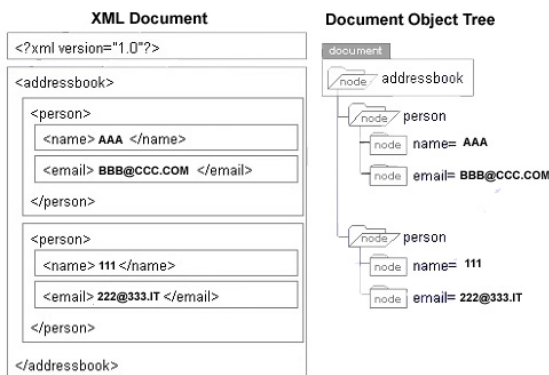 XML Document
<?xml version="1.0"?>
<addressbook>
<person>
<name> AAA </name>
<email> BBB@CCC.COM </email>
</person>
<person>
<name> 111 </name>
<email> 222@333.IT </email>
</person>
</addressbook>
Document Object Tree
document
node addressbook
node person
node name= AAA
node email= BBB@CCC.COM
node person
node name= 111
node email= 222@333.IT